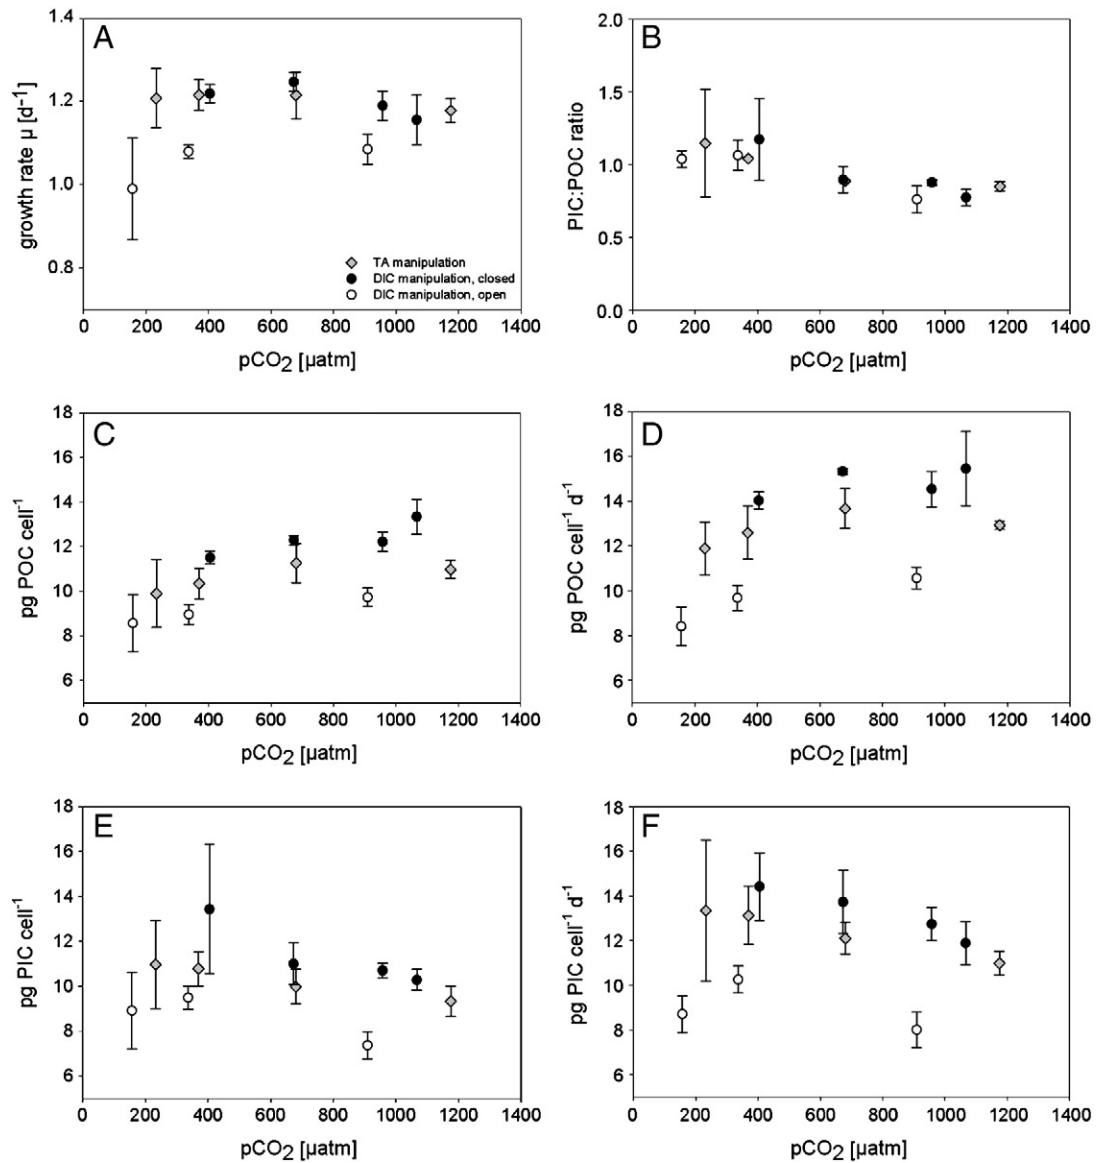 A
growth rate µ [d-1]
1.4
1.2
1.0
0.8
TA manipulation
DIC manipulation, closed
DIC manipulation, open
0 200 400 600 800 1000 1200 1400
pCO2 [µatm]
B
PIC:POC ratio
2.0
1.5
1.0
0.5
0.0
0 200 400 600 800 1000 1200 1400
pCO2 [µatm]
C
pg POC cell-1
18
16
14
12
10
8
6
0 200 400 600 800 1000 1200 1400
pCO2 [µatm]
D
pg POC cell-1 d-1
18
16
14
12
10
8
6
0 200 400 600 800 1000 1200 1400
pCO2 [µatm]
E
pg PIC cell-1
18
16
14
12
10
8
6
0 200 400 600 800 1000 1200 1400
pCO2 [µatm]
F
pg PIC cell-1 d-1
18
16
14
12
10
8
6
0 200 400 600 800 1000 1200 1400
pCO2 [µatm]